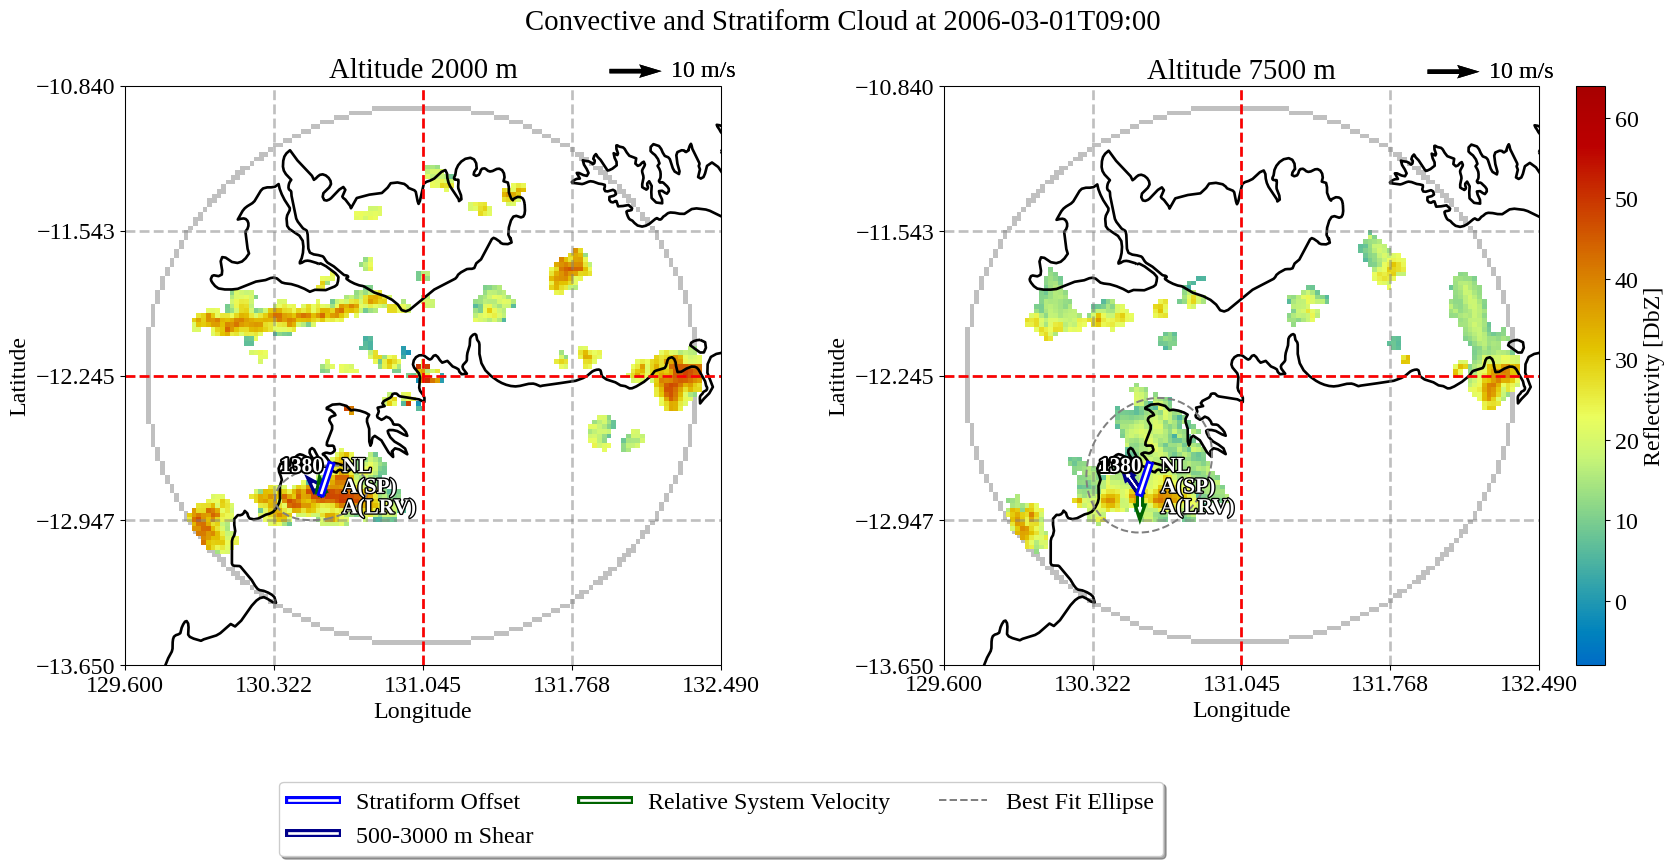 Convective and Stratiform Cloud at 2006-03-01T09:00
Altitude 2000 m
10 m/s
−10.840
−11.543
−12.245
−12.947
−13.650
129.600
130.322
131.045
131.768
132.490
Longitude
Latitude
1380
NL
A(SP)
A(LRV)
Altitude 7500 m
10 m/s
−10.840
−11.543
−12.245
−12.947
−13.650
129.600
130.322
131.045
131.768
132.490
Longitude
Latitude
1380
NL
A(SP)
A(LRV)
60
50
40
30
20
10
0
Reflectivity [DbZ]
Stratiform Offset
500-3000 m Shear
Relative System Velocity
Best Fit Ellipse